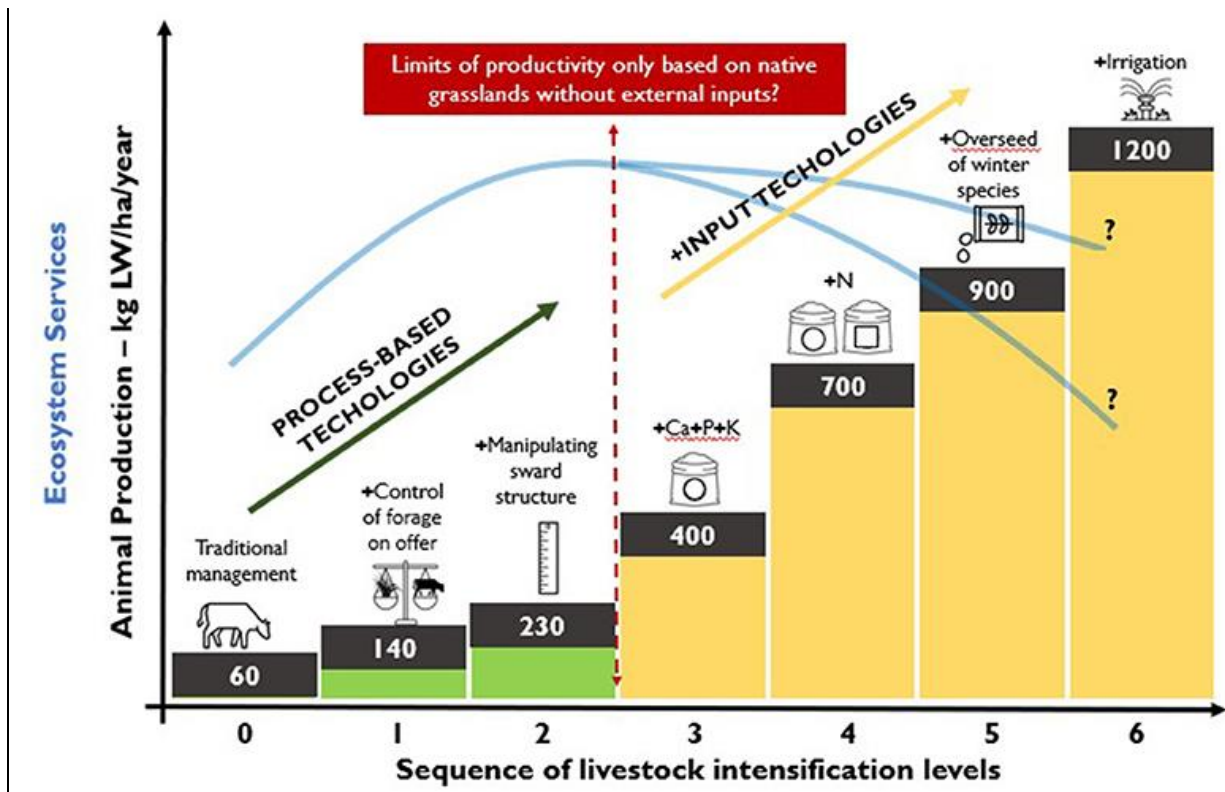 Limits of productivity only based on native
grasslands without external inputs?
+Irrigation
1200
+Overseed
of winter
species
900
+INPUT TECHOLOGIES
+N
700
?
?
+Ca+P+K
400
PROCESS-BASED
TECHOLOGIES
+Manipulating
sward
structure
230
+Control
of forage
on offer
140
Traditional
management
60
Ecosystem Services
Animal Production – kg LW/ha/year
0 1 2 3 4 5 6
Sequence of livestock intensification levels